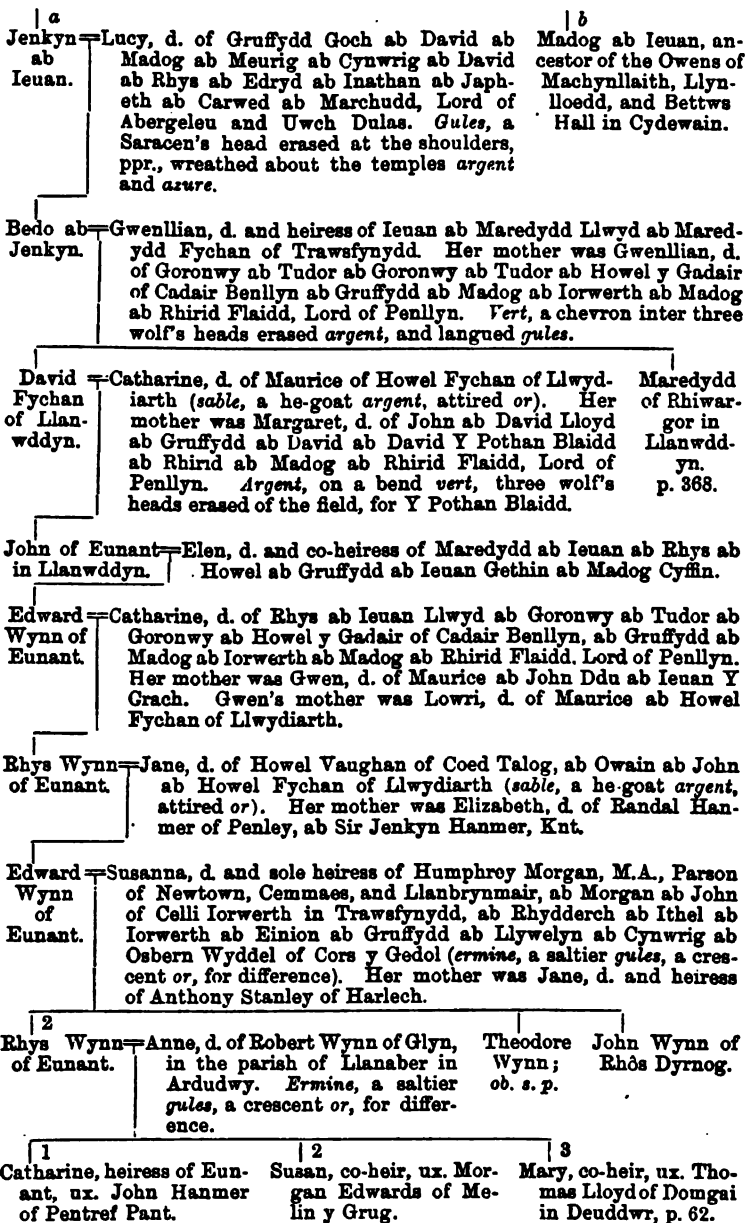 a
Jenkyn
ab
Ieuan.
Lucy, d. of Gruffydd Goch ab David ab
Madog ab Meurig ab Cynwrig ab David
ab Rhys ab Edryd ab Inathan ab Japh-
eth ab Carwed ab Marchudd, Lord of
Abergeleu and Uwch Dulas. Gules, a
Saracen's head erased at the shoulders,
ppr., wreathed about the temples argent
and azure.
b
Madog ab Ieuan, an-
cestor of the Owens of
Machynllaith, Llyn-
lloedd, and Bettws
Hall in Cydewain.
Bedo ab
Jenkyn.
Gwenllian, d. and heiress of Ieuan ab Maredydd Llwyd ab Mared-
ydd Fychan of Trawsfynydd. Her mother was Gwenllian, d.
of Goronwy ab Tudor ab Goronwy ab Tudor ab Howel y Gadair
of Cadair Benllyn ab Gruffydd ab Madog ab Iorwerth ab Madog
ab Rhirid Flaidd, Lord of Penllyn. Vert, a chevron inter three
wolf's heads erased argent, and langued gules.
David
Fychan
of Llan-
wddyn.
Catharine, d. of Maurice of Howel Fychan of Llwyd-
iarth (sable, a he-goat argent, attired or). Her
mother was Margaret, d. of John ab David Lloyd
ab Gruffydd ab David ab David Y Pothan Blaidd
ab Rhirid ab Madog ab Rhirid Flaidd, Lord of
Penllyn. Argent, on a bend vert, three wolf's
heads erased of the field, for Y Pothan Blaidd.
Maredydd
of Rhiwar-
gor in
Llanwdd-
yn.
p. 368.
John of Eunant
in Llanwddyn.
Elen, d. and co-heiress of Maredydd ab Ieuan ab Rhys ab
Howel ab Gruffydd ab Ieuan Gethin ab Madog Cyffin.
Edward
Wynn of
Eunant.
Catharine, d. of Rhys ab Ieuan Llwyd ab Goronwy ab Tudor ab
Goronwy ab Howel y Gadair of Cadair Benllyn, ab Gruffydd ab
Madog ab Iorwerth ab Madog ab Rhirid Flaidd. Lord of Penllyn.
Her mother was Gwen, d. of Maurice ab John Ddu ab Ieuan Y
Grach. Gwen's mother was Lowri, d. of Maurice ab Howel
Fychan of Llwydiarth.
Rhys Wynn
of Eunant.
Jane, d. of Howel Vaughan of Coed Talog, ab Owain ab John
ab Howel Fychan of Llwydiarth (sable, a he-goat argent,
attired or). Her mother was Elizabeth, d. of Randal Han-
mer of Penley, ab Sir Jenkyn Hanmer, Knt.
Edward
Wynn
of
Eunant.
Susanna, d. and sole heiress of Humphrey Morgan, M.A., Parson
of Newtown, Cemmaes, and Llanbrynmair, ab Morgan ab John
of Celli Iorwerth in Trawsfynydd, ab Rhydderch ab Ithel ab
Iorwerth ab Einion ab Gruffydd ab Llywelyn ab Cynwrig ab
Osbern Wyddel of Cors y Gedol (ermine, a saltier gules, a cres-
cent or, for difference). Her mother was Jane, d. and heiress
of Anthony Stanley of Harlech.
2
Rhys Wynn
of Eunant.
Anne, d. of Robert Wynn of Glyn,
in the parish of Llanaber in
Ardudwy. Ermine, a saltier
gules, a crescent or, for differ-
ence.
Theodore
Wynn;
ob. s. p.
John Wynn of
Rhôs Dyrnog.
1
Catharine, heiress of Eun-
ant, ux. John Hanmer
of Pentref Pant.
2
Susan, co-heir, ux. Mor-
gan Edwards of Me-
lin y Grug.
3
Mary, co-heir, ux. Tho-
mas Lloyd of Domgai
in Deuddwr, p. 62.